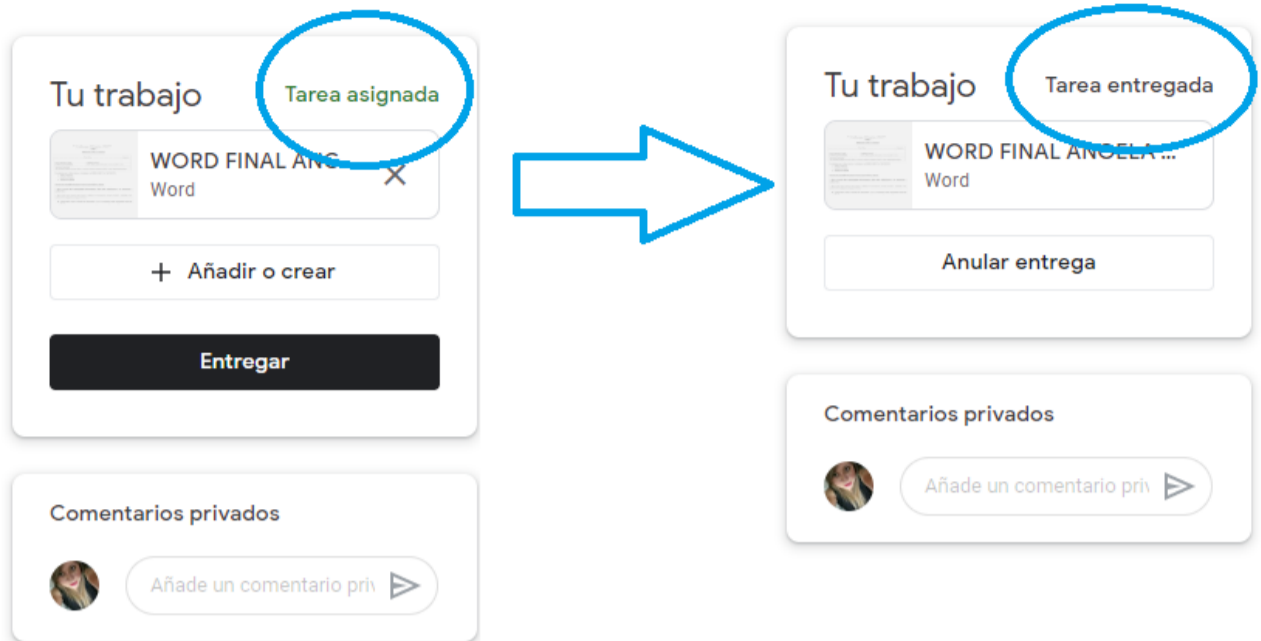 Tu trabajo
Tarea asignada
WORD FINAL ANG...
Word
+ Añadir o crear
Entregar
Comentarios privados
Añade un comentario priv
Tu trabajo
Tarea entregada
WORD FINAL ANGELA ...
Word
Anular entrega
Comentarios privados
Añade un comentario priv